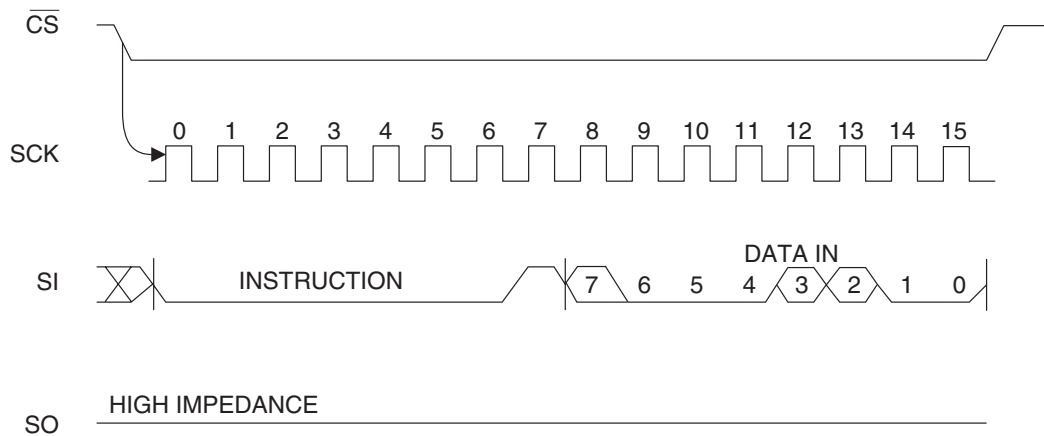 CS
SCK
0 1 2 3 4 5 6 7 8 9 10 11 12 13 14 15
SI
INSTRUCTION
DATA IN
7 6 5 4 3 2 1 0
SO
HIGH IMPEDANCE